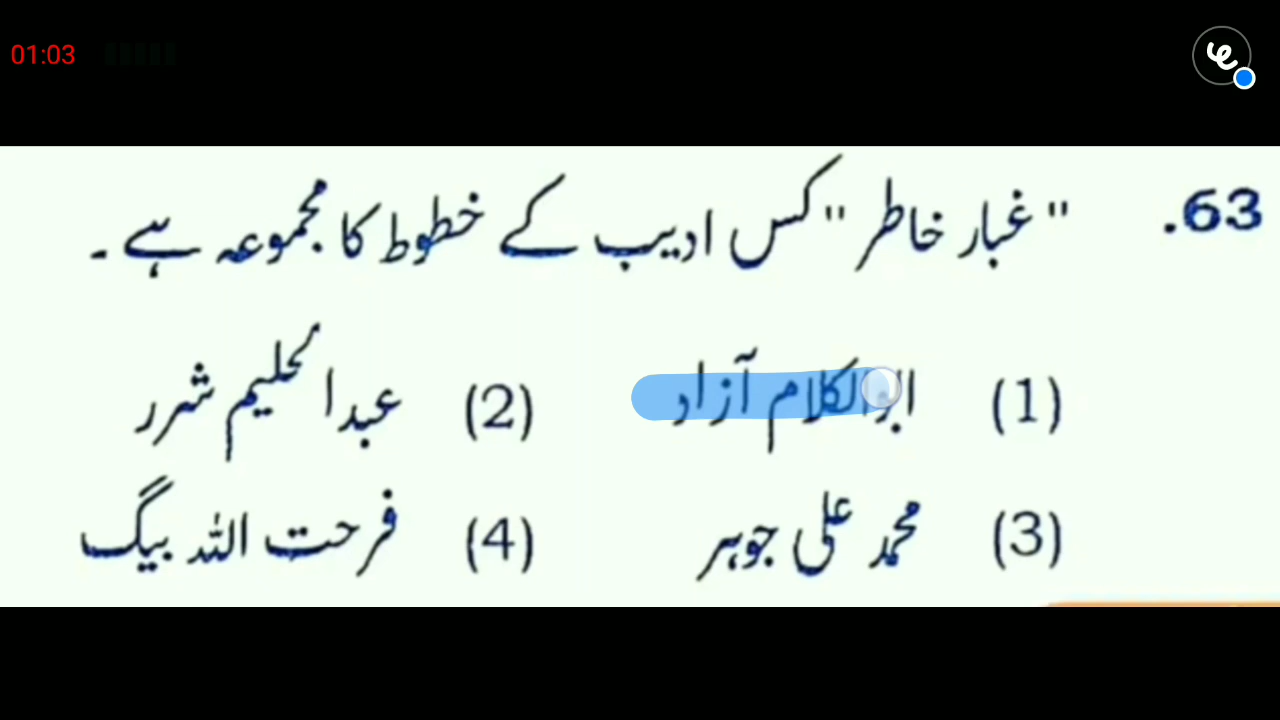 01:03
63. "غبار خاطر" کس ادیب کے خطوط کا مجموعہ ہے ۔
(1) ابوالکلام آزاد (2) عبدالحلیم شرر
(3) محمد علی جوہر (4) فرحت اللہ بیگ